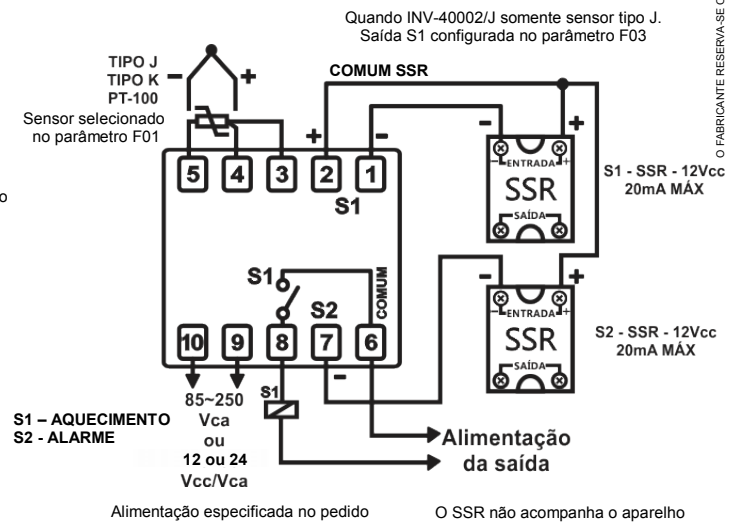 Quando INV-40002/J somente sensor tipo J.
Saída S1 configurada no parâmetro F03
O FABRICANTE RESERVA-SE
TIPO J
TIPO K
PT-100
Sensor selecionado
no parâmetro F01
- +
COMUM SSR
+ -
- +
5 4 3 2 1
S1
ENTRADA
- +
SSR
SAÍDA
S1 - SSR - 12Vcc
20mA MÁX
o
S1
COMUM
S2
10 9 8 7 6
-
- +
ENTRADA
- +
SSR
SAÍDA
S2 - SSR - 12Vcc
20mA MÁX
S1 – AQUECIMENTO
S2 - ALARME
85~250
Vca
ou
12 ou 24
Vcc/Vca
S1
Alimentação
da saída
Alimentação especificada no pedido
O SSR não acompanha o aparelho